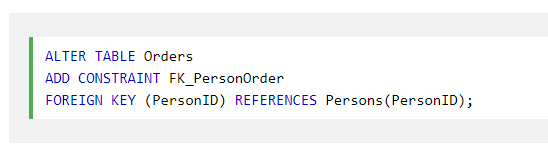 ALTER TABLE Orders
ADD CONSTRAINT FK_PersonOrder
FOREIGN KEY (PersonID) REFERENCES Persons(PersonID);